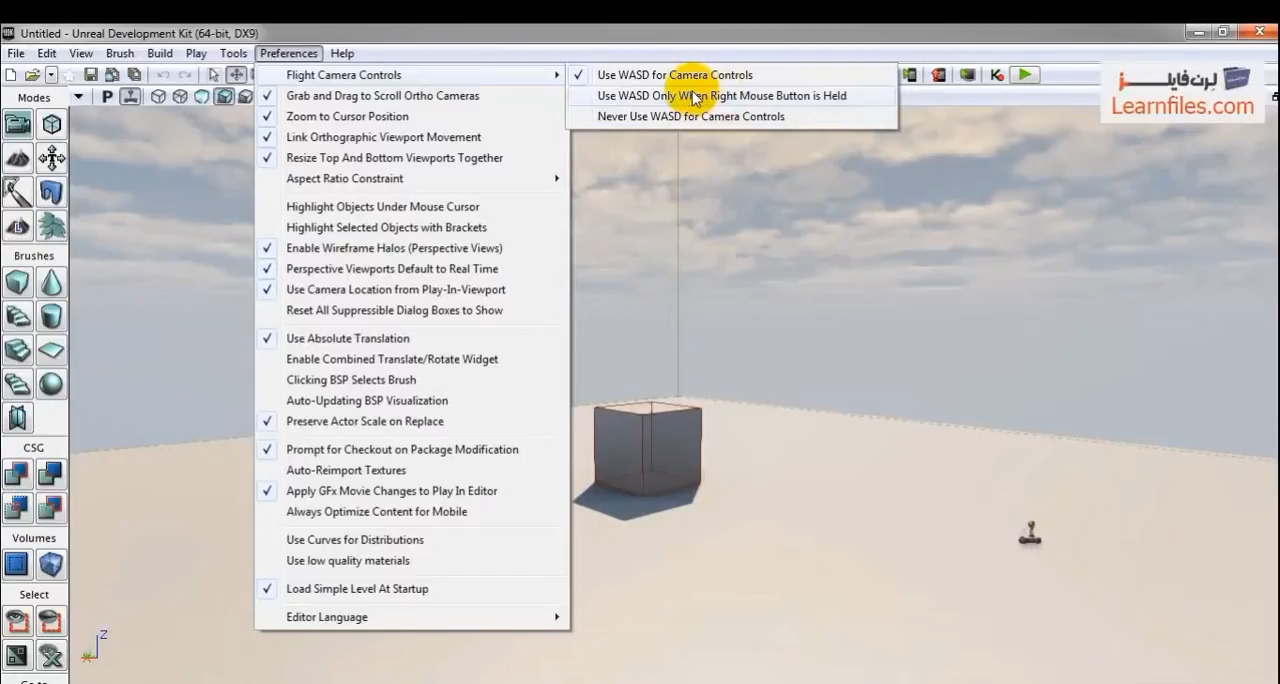 Untitled - Unreal Development Kit (64-bit, DX9)
File Edit View Brush Build Play Tools Preferences Help
Flight Camera Controls
Use WASD for Camera Controls
Use WASD Only When Right Mouse Button is Held
Never Use WASD for Camera Controls
لرن‌فایلز
Learnfiles.com
Grab and Drag to Scroll Ortho Cameras
Zoom to Cursor Position
Link Orthographic Viewport Movement
Resize Top And Bottom Viewports Together
Aspect Ratio Constraint
Highlight Objects Under Mouse Cursor
Highlight Selected Objects with Brackets
Enable Wireframe Halos (Perspective Views)
Perspective Viewports Default to Real Time
Use Camera Location from Play-In-Viewport
Reset All Suppressible Dialog Boxes to Show
Use Absolute Translation
Enable Combined Translate/Rotate Widget
Clicking BSP Selects Brush
Auto-Updating BSP Visualization
Preserve Actor Scale on Replace
Prompt for Checkout on Package Modification
Auto-Reimport Textures
Apply GFx Movie Changes to Play In Editor
Always Optimize Content for Mobile
Use Curves for Distributions
Use low quality materials
Load Simple Level At Startup
Editor Language
Modes
P
Brushes
CSG
Volumes
Select
Z